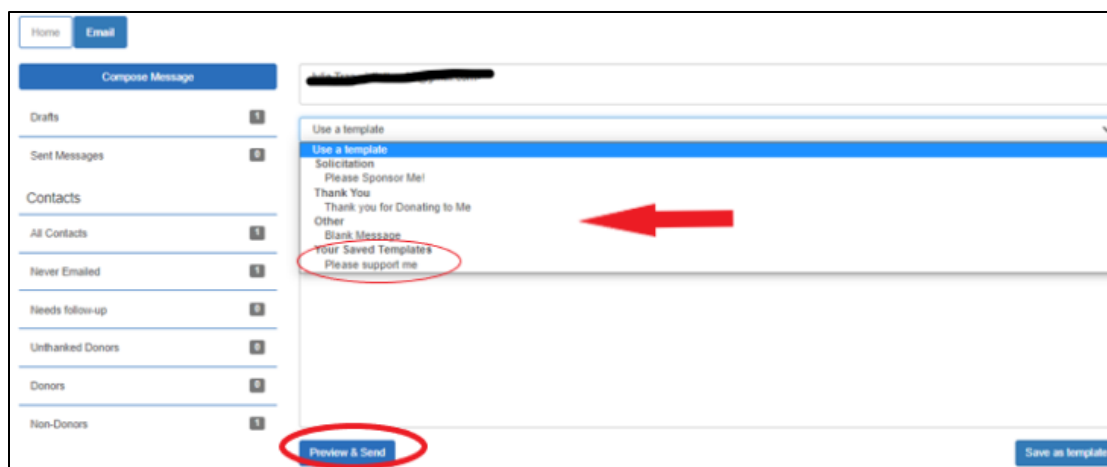 Home Email
Compose Message
Drafts 1
Sent Messages 0
Contacts
All Contacts 1
Never Emailed 1
Needs follow-up 0
Unthanked Donors 0
Donors 0
Non-Donors 1
Use a template
Use a template
Solicitation
Please Sponsor Me!
Thank You
Thank you for Donating to Me
Other
Blank Message
Your Saved Templates
Please support me
Preview & Send
Save as template